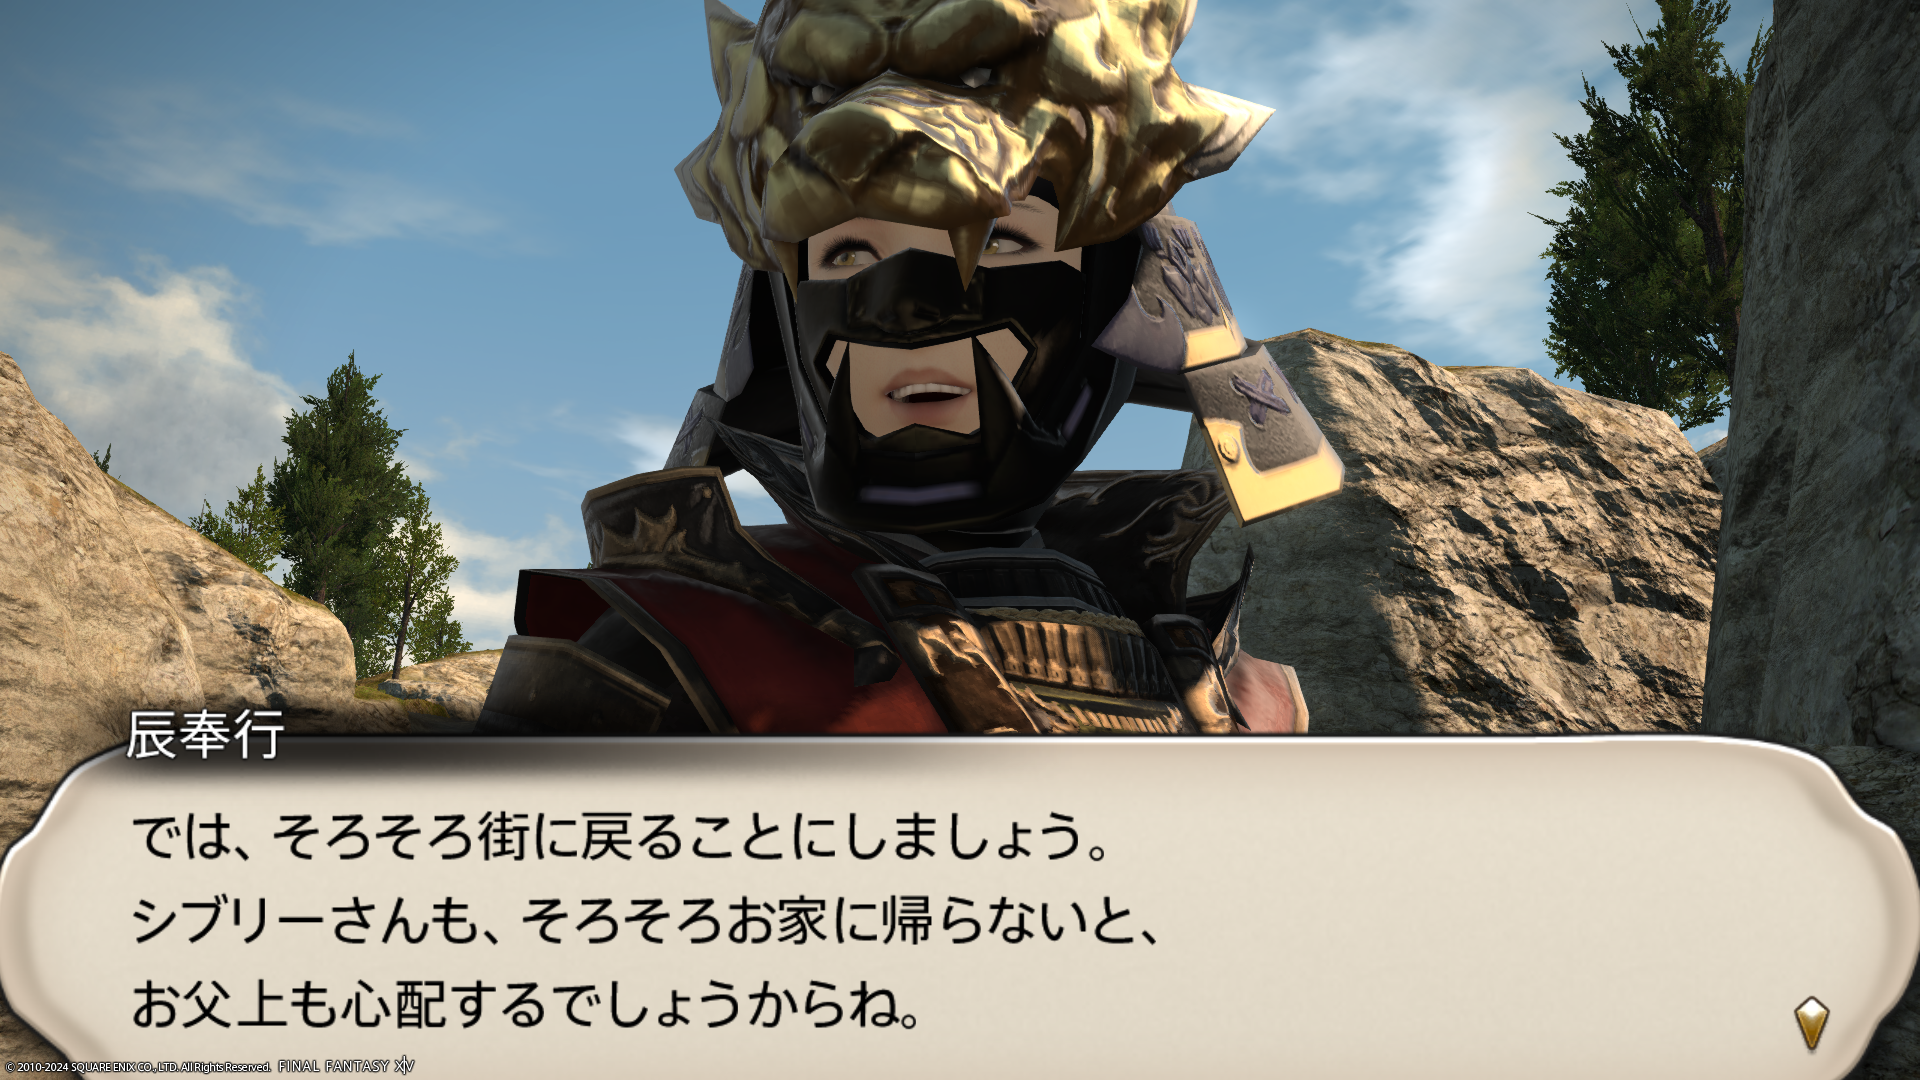 辰奉行
では、そろそろ街に戻ることにしましょう。
シブリーさんも、そろそろお家に帰らないと、
お父上も心配するでしょうからね。
© 2010-2024 SQUARE ENIX CO., LTD. All Rights Reserved. FINAL FANTASY XIV